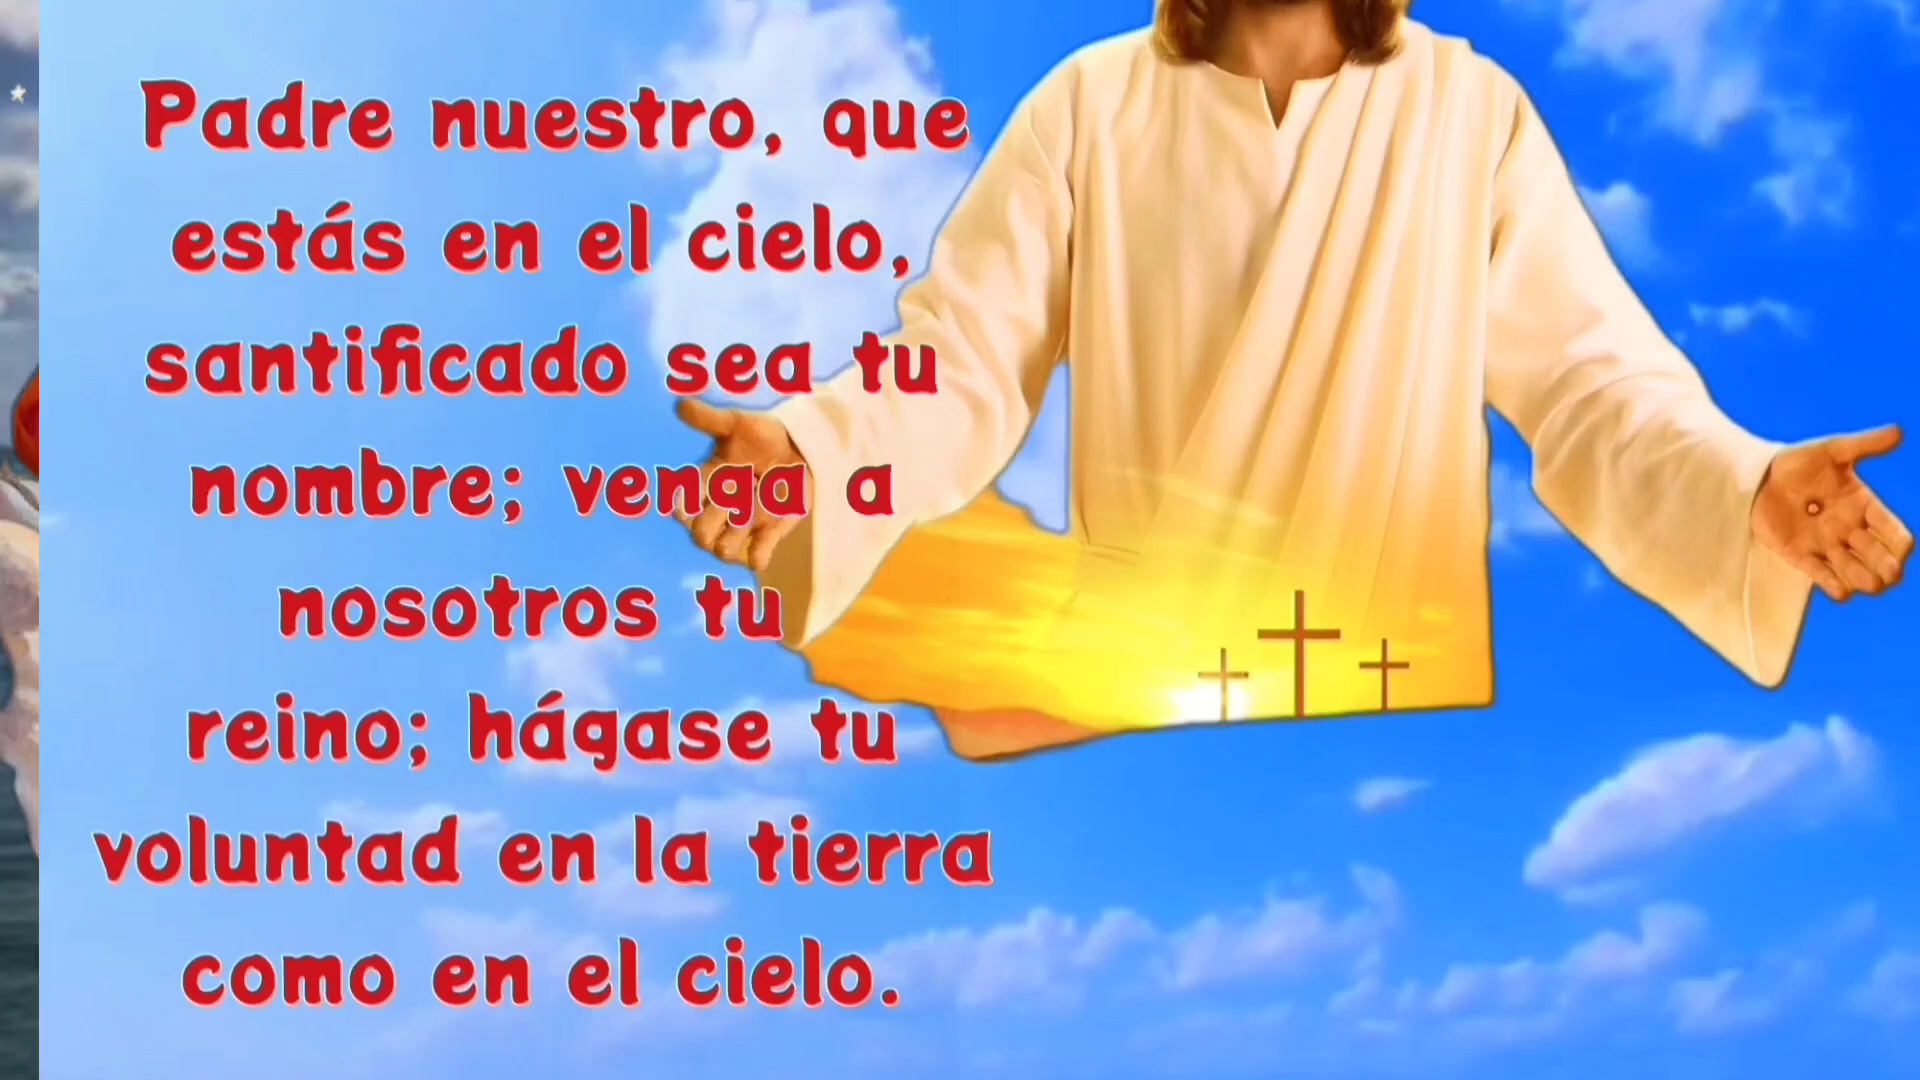 Padre nuestro, que
estás en el cielo,
santificado sea tu
nombre; venga a
nosotros tu
reino; hágase tu
voluntad en la tierra
como en el cielo.